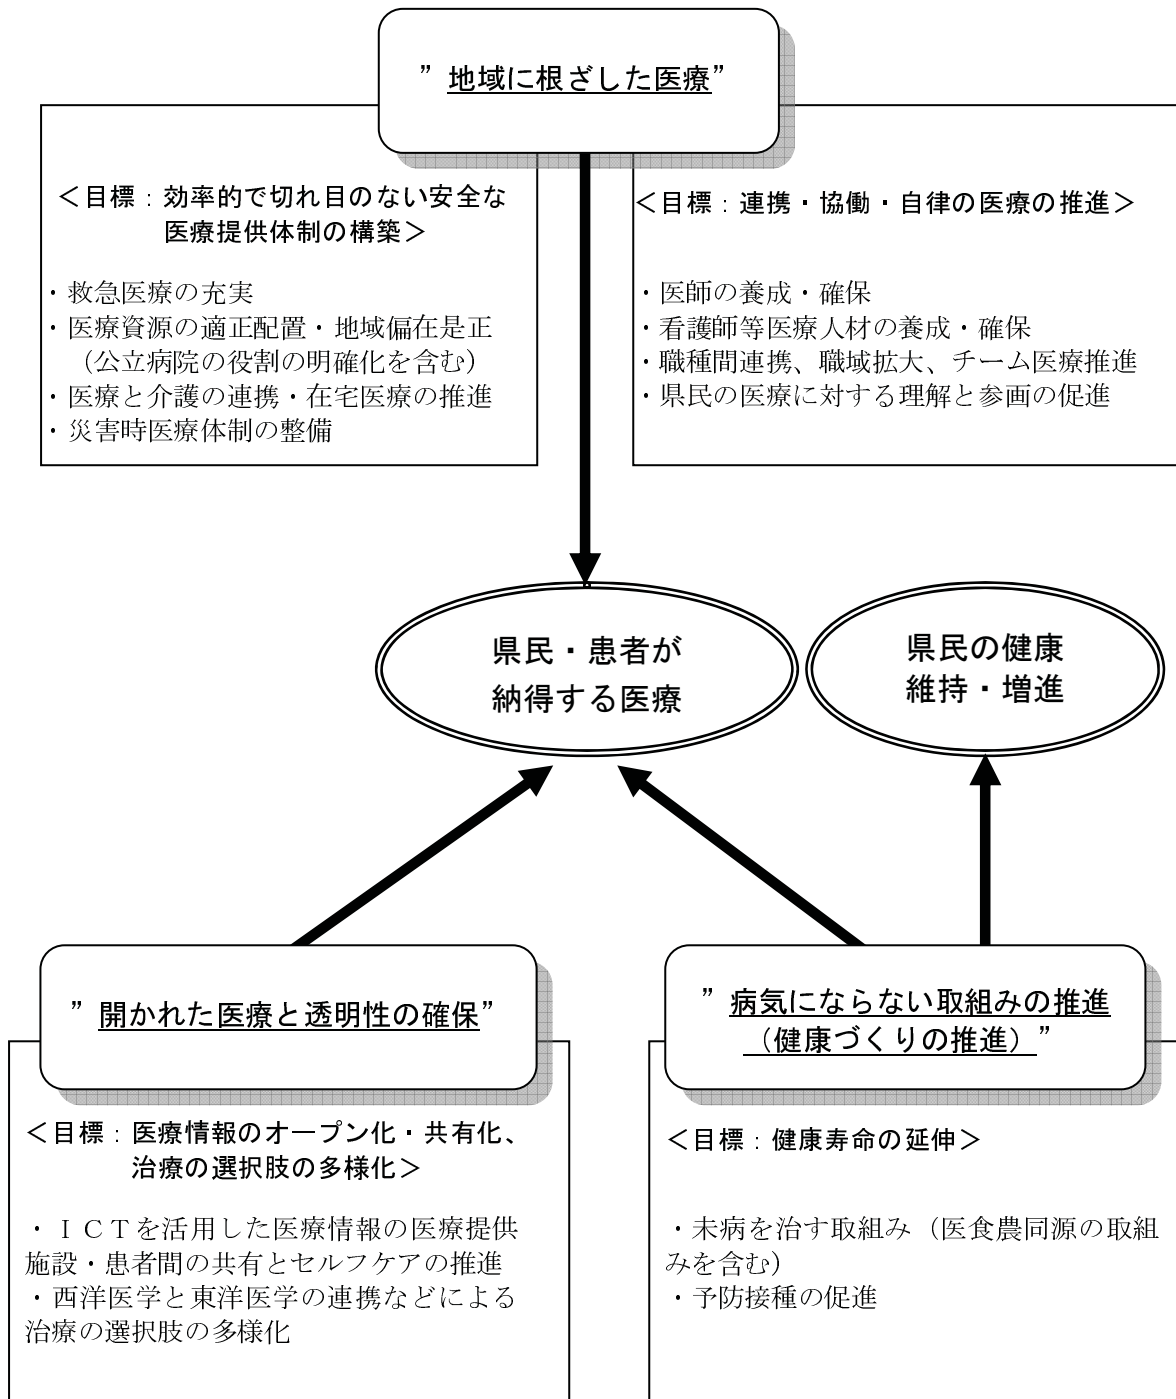 ”地域に根ざした医療”
＜目標：効率的で切れ目のない安全な
医療提供体制の構築＞
・救急医療の充実
・医療資源の適正配置・地域偏在是正
（公立病院の役割の明確化を含む）
・医療と介護の連携・在宅医療の推進
・災害時医療体制の整備
＜目標：連携・協働・自律の医療の推進＞
・医師の養成・確保
・看護師等医療人材の養成・確保
・職種間連携、職域拡大、チーム医療推進
・県民の医療に対する理解と参画の促進
県民・患者が
納得する医療
県民の健康
維持・増進
”開かれた医療と透明性の確保”
＜目標：医療情報のオープン化・共有化、
治療の選択肢の多様化＞
・ＩＣＴを活用した医療情報の医療提供
施設・患者間の共有とセルフケアの推進
・西洋医学と東洋医学の連携などによる
治療の選択肢の多様化
”病気にならない取組みの推進
（健康づくりの推進）”
＜目標：健康寿命の延伸＞
・未病を治す取組み（医食農同源の取組
みを含む）
・予防接種の促進